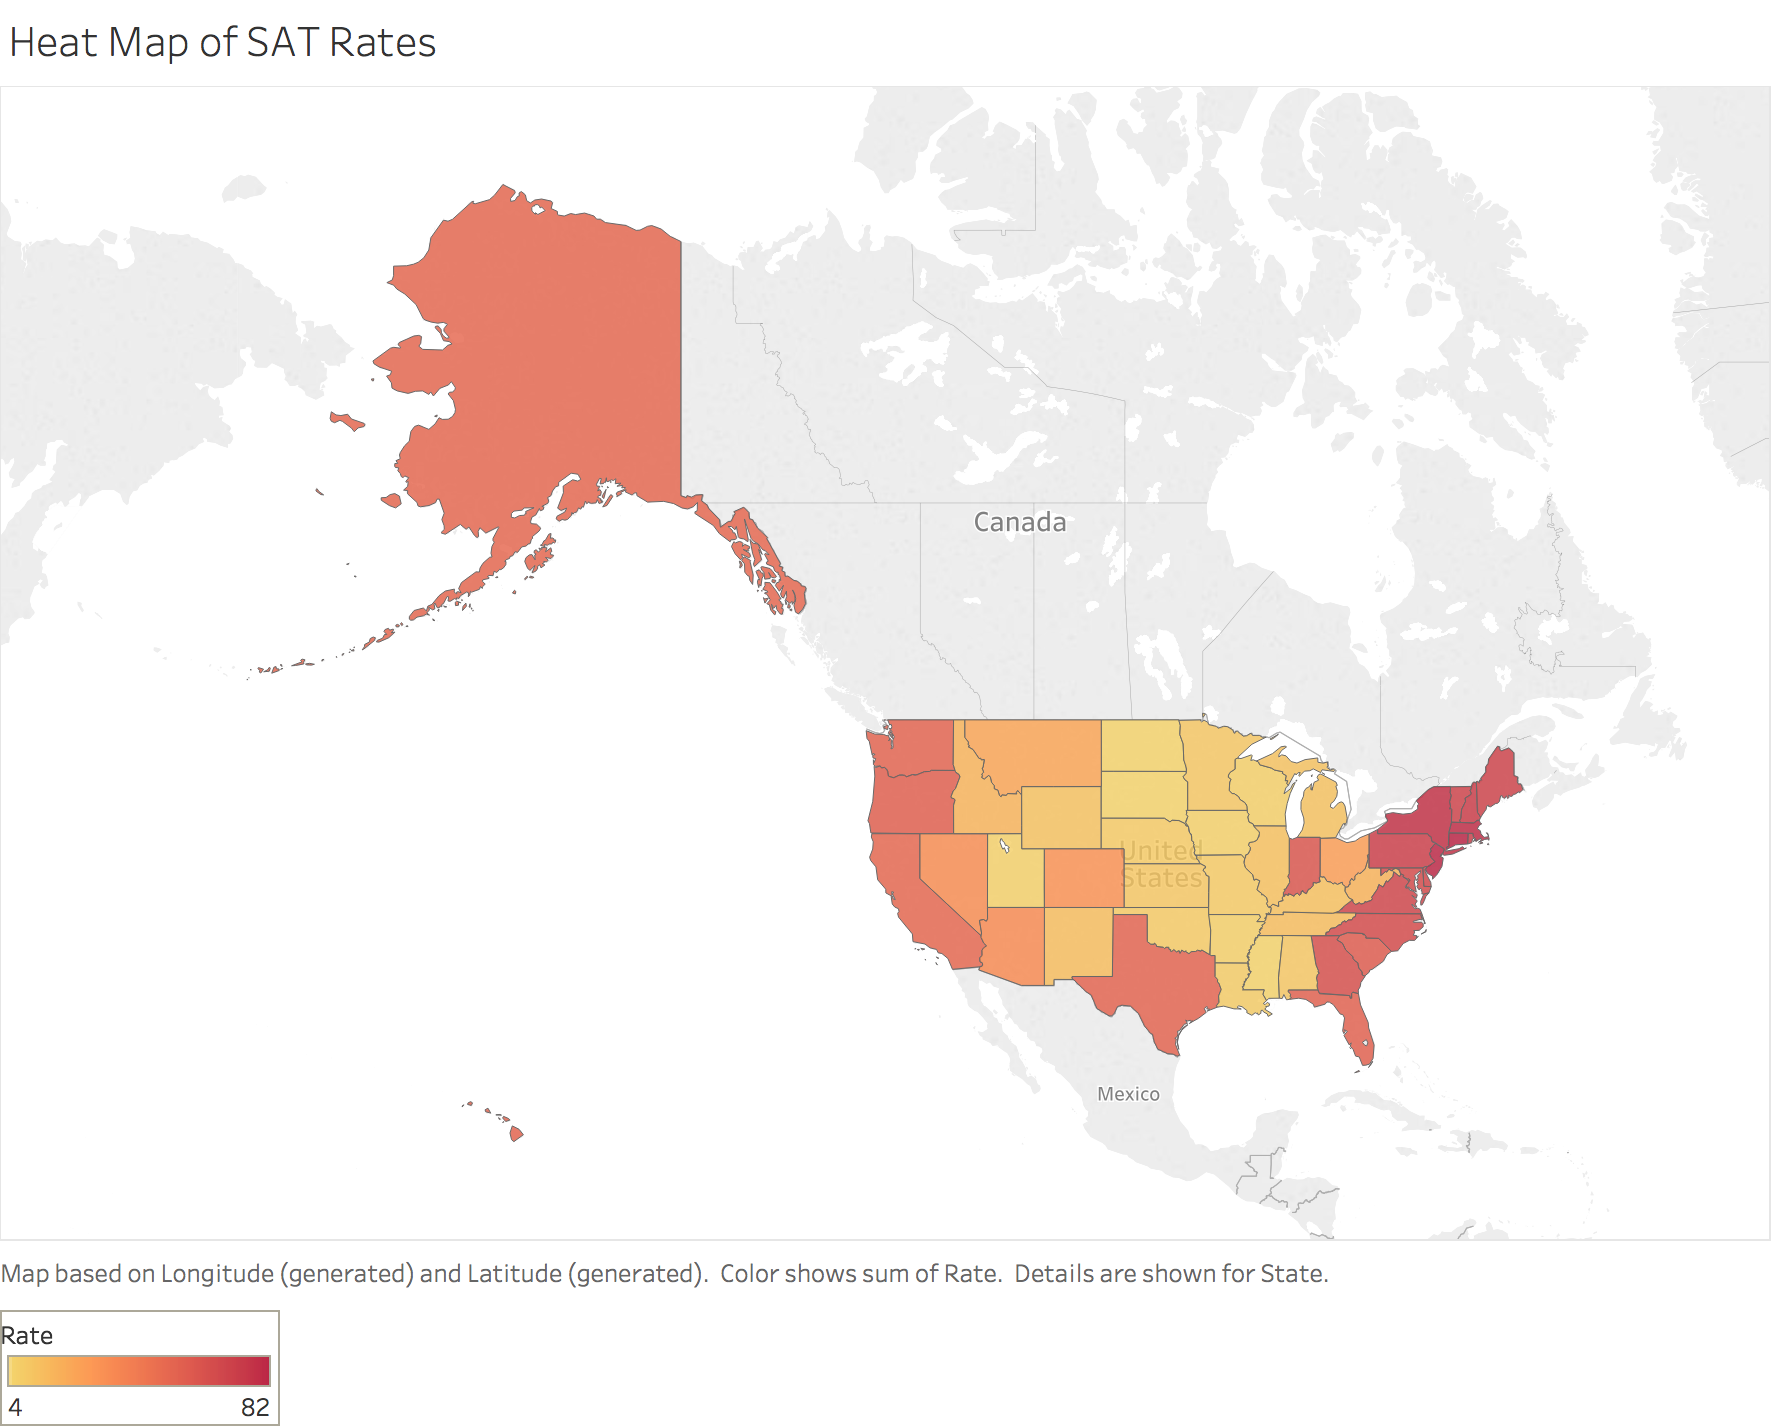 Heat Map of SAT Rates
Canada
United
States
Mexico
Map based on Longitude (generated) and Latitude (generated).  Color shows sum of Rate.  Details are shown for State.
Rate
4 82